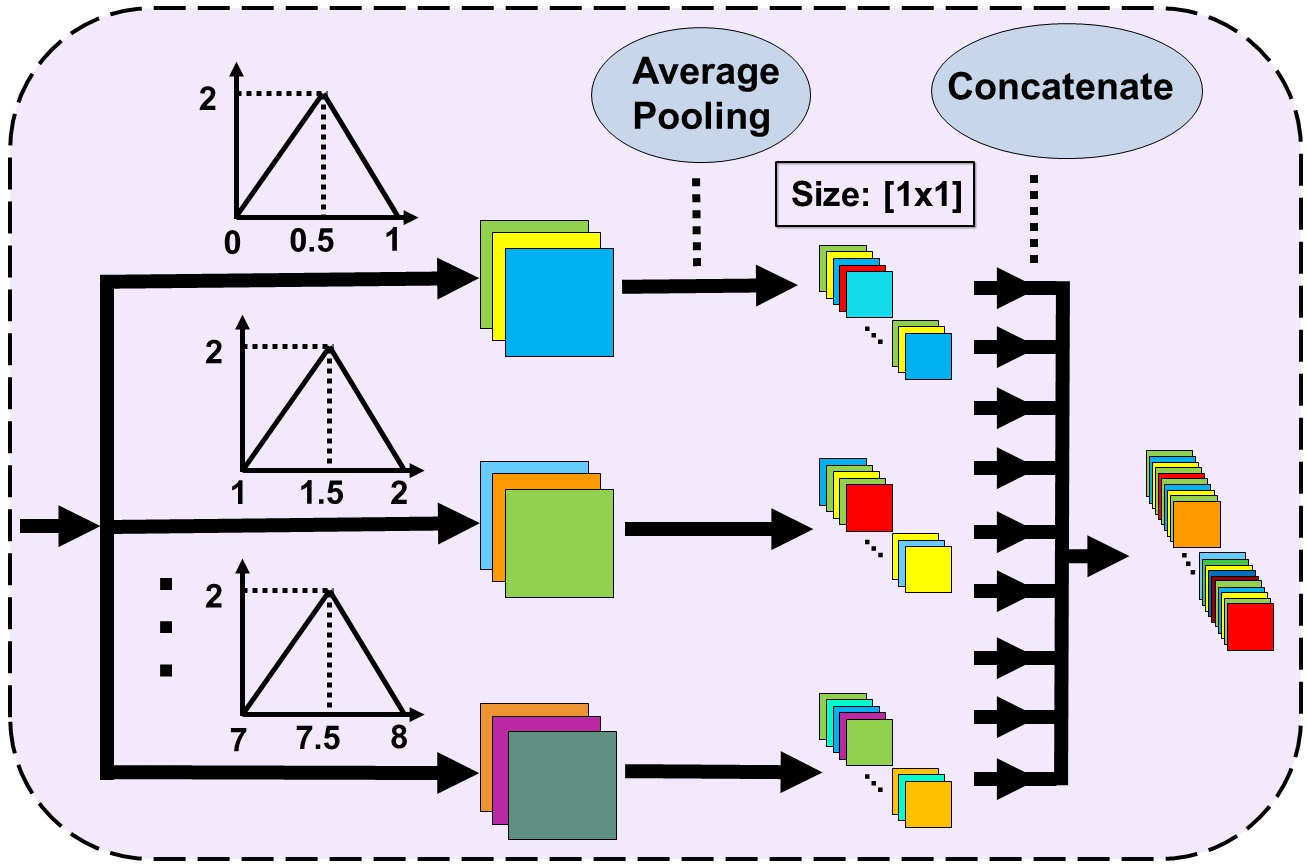 Average
Pooling
Concatenate
Size: [1x1]
2
0 0.5 1
2
1 1.5 2
2
7 7.5 8